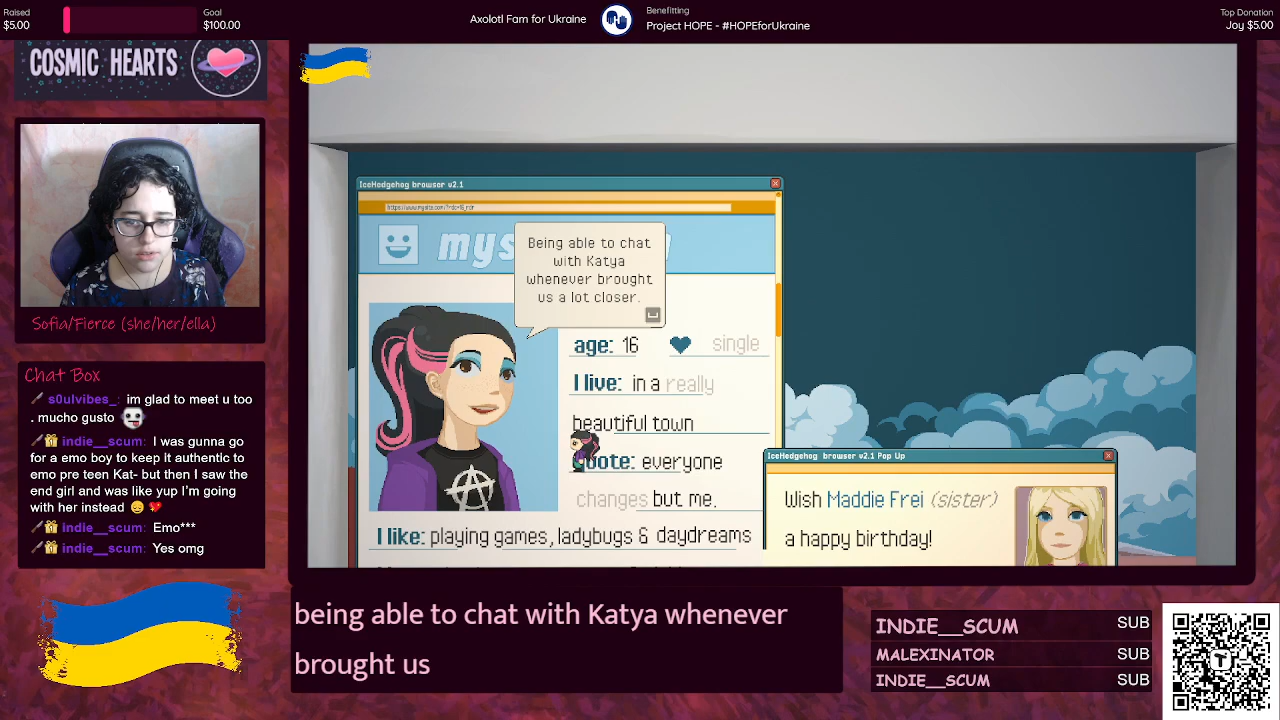 Raised
$5.00
Goal
$100.00
Axolotl Fam for Ukraine
Benefitting
Project HOPE - #HOPEforUkraine
Top Donation
Joy $5.00
COSMIC HEARTS
Sofia/Fierce (she/her/ella)
Chat Box
s0ulvibes_: im glad to meet u too
. mucho gusto
indie__scum: I was gunna go
for a emo boy to keep it authentic to
emo pre teen Kat- but then I saw the
end girl and was like yup I'm going
with her instead
indie__scum: Emo***
indie__scum: Yes omg
IceHedgehog browser v2.1
mys
Being able to chat
with Katya
whenever brought
us a lot closer.
age: 16
single
I live: in a really
beautiful town
quote: everyone
changes but me.
I like: playing games, ladybugs & daydreams
IceHedgehog browser v2.1 Pop Up
Wish Maddie Frei (sister)
a happy birthday!
being able to chat with Katya whenever
brought us
INDIE__SCUM SUB
MALEXINATOR SUB
INDIE__SCUM SUB
T